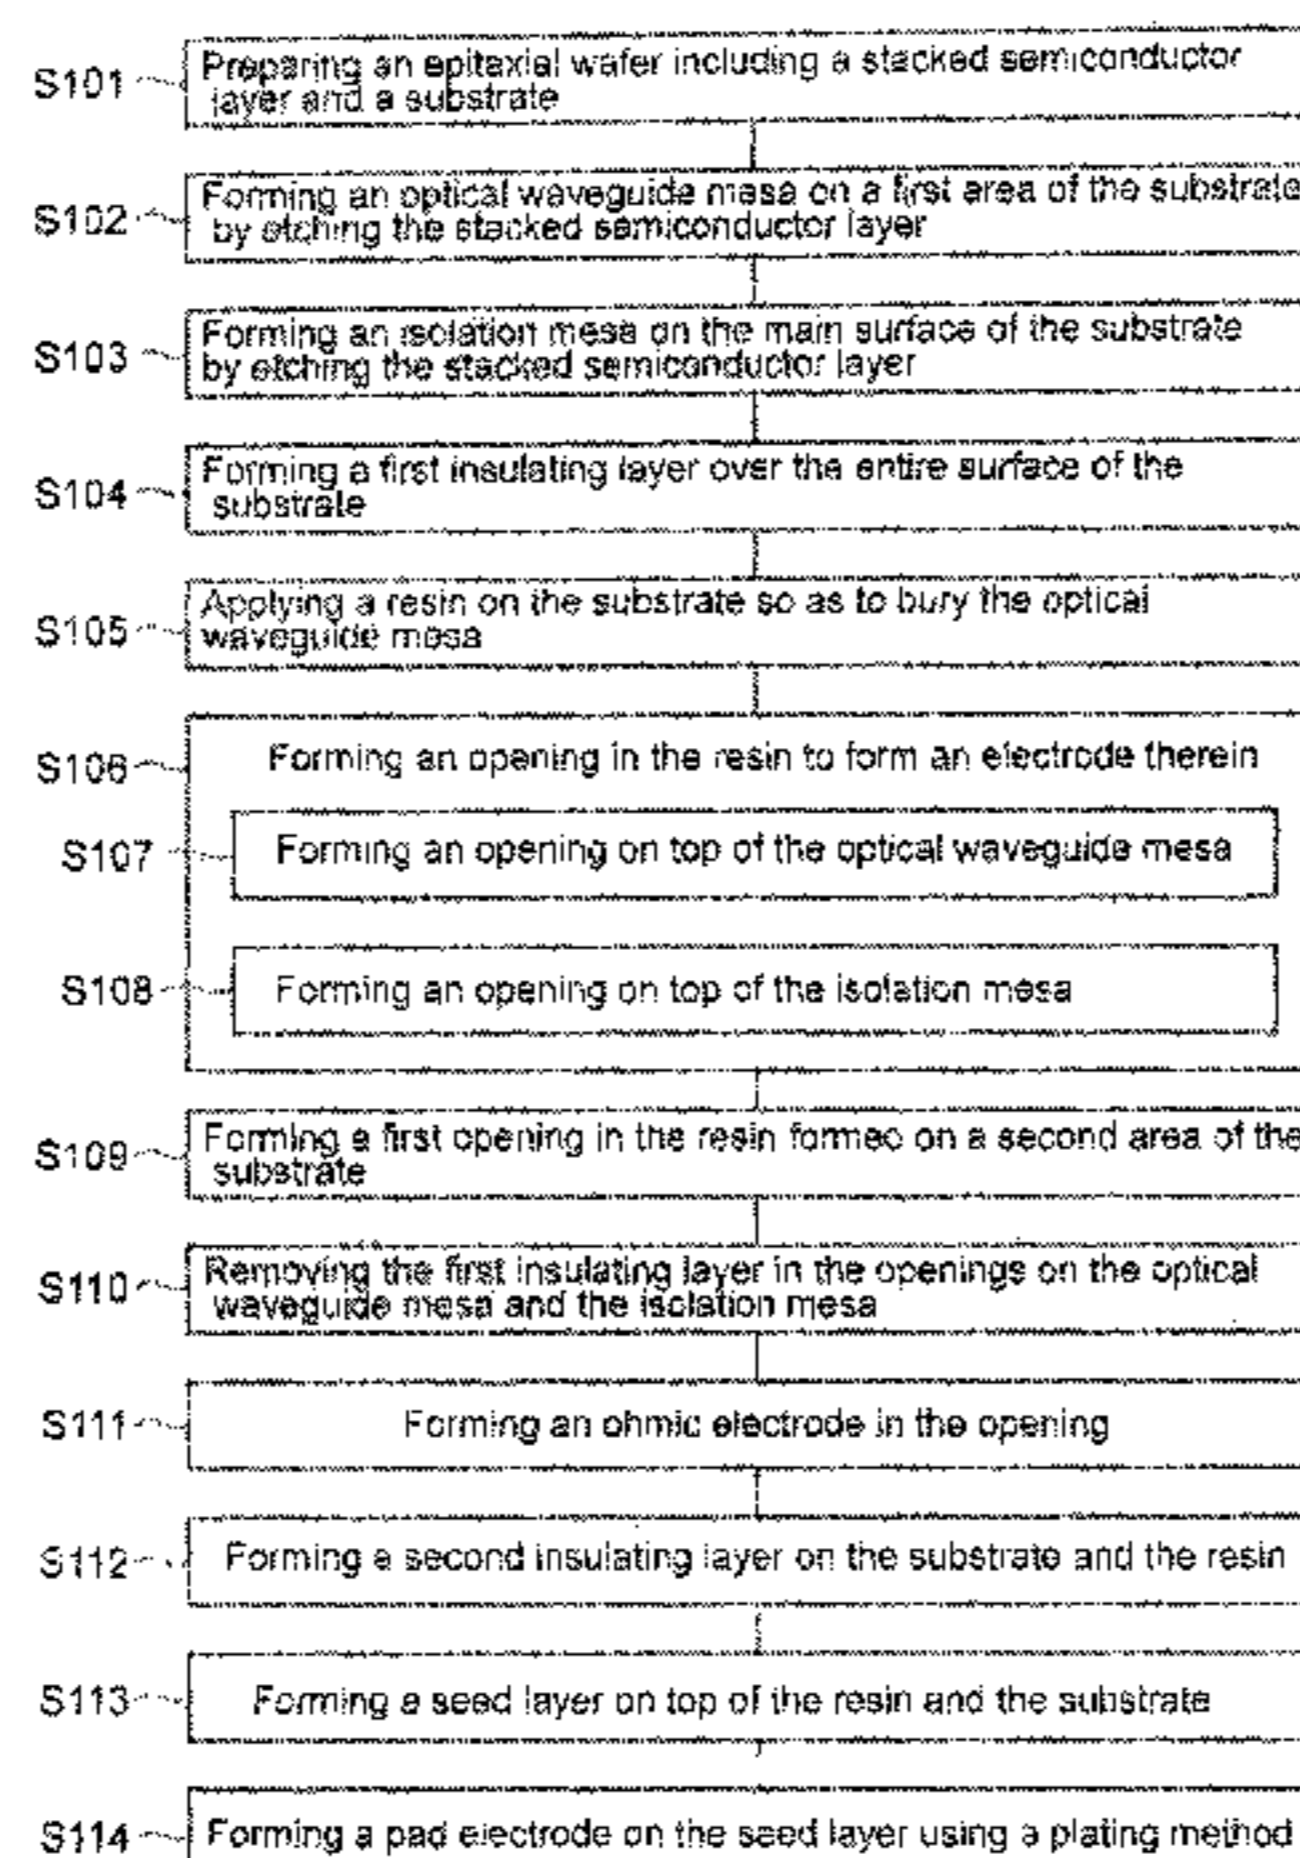 S101 Preparing an epitaxial wafer including a stacked semiconductor
layer and a substrate
S102 Forming an optical waveguide mesa on a first area of the substrate
by etching the stacked semiconductor layer
S103 Forming an isolation mesa on the main surface of the substrate
by etching the stacked semiconductor layer
S104 Forming a first insulating layer over the entire surface of the
substrate
S105 Applying a resin on the substrate so as to bury the optical
waveguide mesa
S106 Forming an opening in the resin to form an electrode therein
S107 Forming an opening on top of the optical waveguide mesa
S108 Forming an opening on top of the isolation mesa
S109 Forming a first opening in the resin formed on a second area of the
substrate
S110 Removing the first insulating layer in the openings on the optical
waveguide mesa and the isolation mesa
S111 Forming an ohmic electrode in the opening
S112 Forming a second insulating layer on the substrate and the resin
S113 Forming a seed layer on top of the resin and the substrate
S114 Forming a pad electrode on the seed layer using a plating method